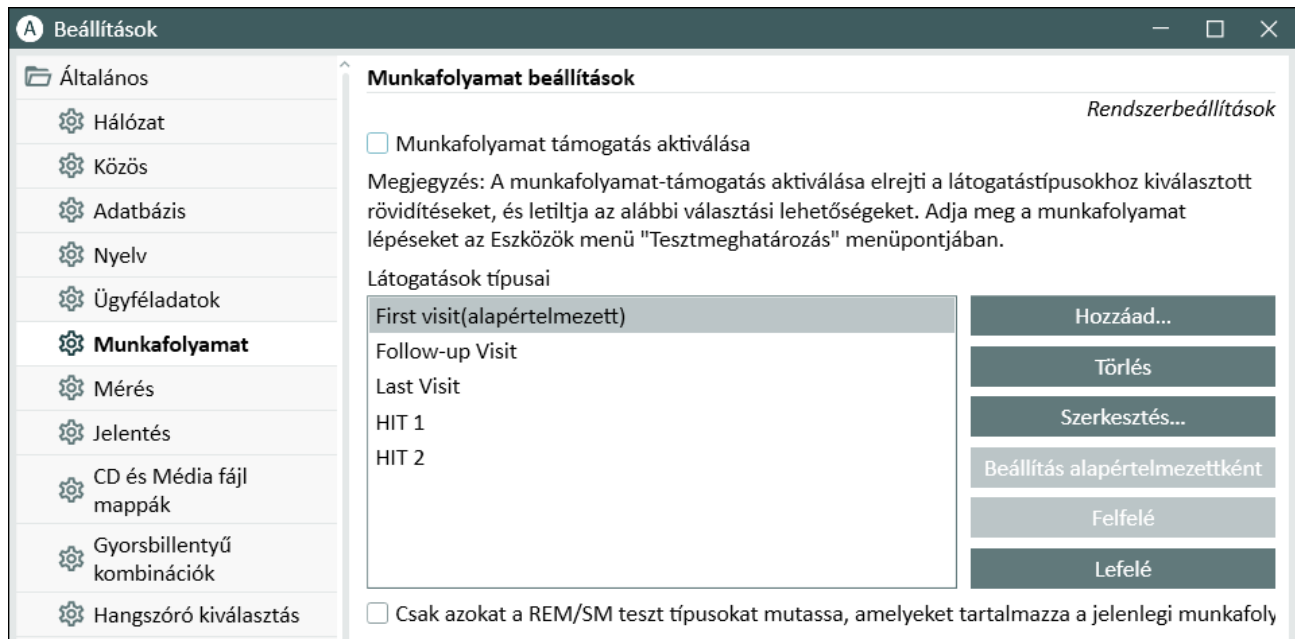 A Beállítások
Általános
Hálózat
Közös
Adatbázis
Nyelv
Ügyféladatok
Munkafolyamat
Mérés
Jelentés
CD és Média fájl
mappák
Gyorsbillentyű
kombinációk
Hangszóró kiválasztás
Munkafolyamat beállítások
Rendszerbeállítások
Munkafolyamat támogatás aktiválása
Megjegyzés: A munkafolyamat-támogatás aktiválása elrejti a látogatástípusokhoz kiválasztott
rövidítéseket, és letiltja az alábbi választási lehetőségeket. Adja meg a munkafolyamat
lépéseket az Eszközök menü "Tesztmeghatározás" menüpontjában.
Látogatások típusai
First visit(alapértelmezett)
Follow-up Visit
Last Visit
HIT 1
HIT 2
Hozzáad...
Törlés
Szerkesztés...
Beállítás alapértelmezettként
Felfelé
Lefelé
Csak azokat a REM/SM teszt típusokat mutassa, amelyeket tartalmazza a jelenlegi munkafoly